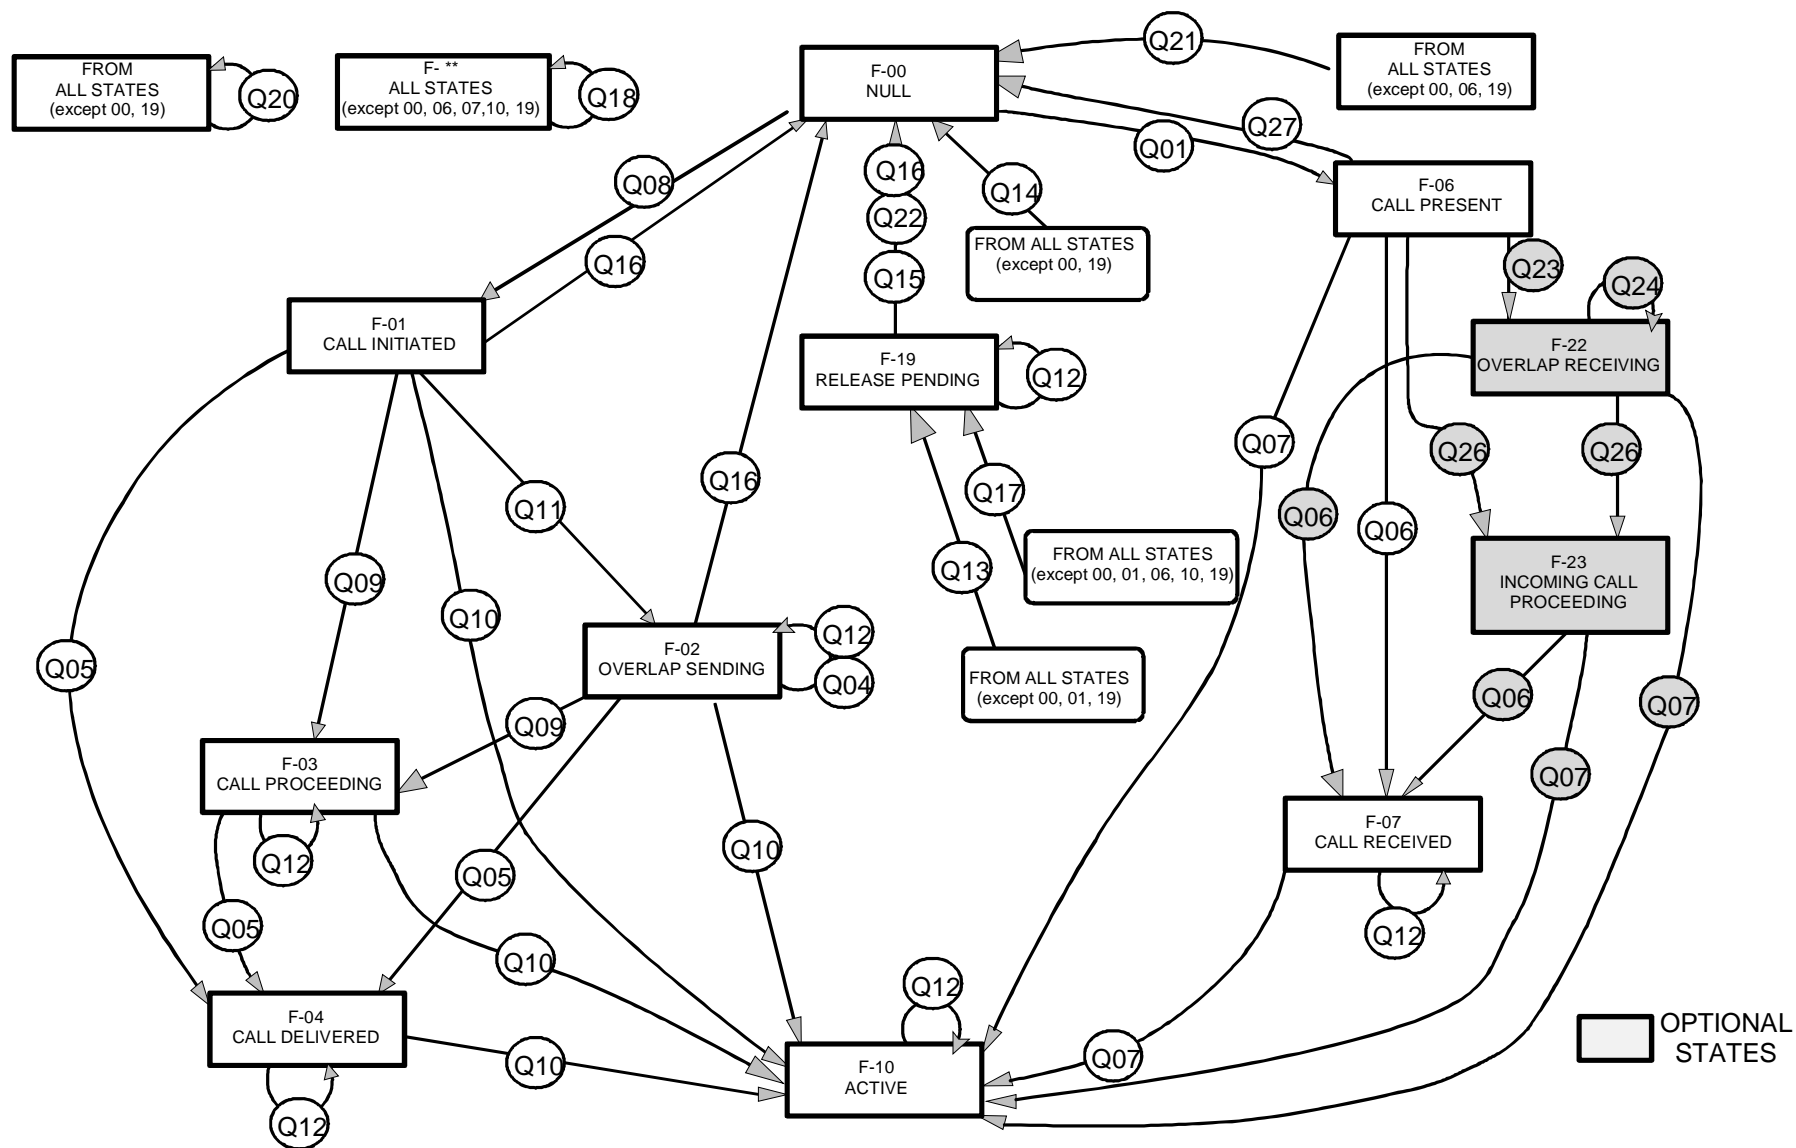 FROM
ALL STATES
(except 00, 19)
Q20
F- **
ALL STATES
(except 00, 06, 07,10, 19)
Q18
F-00
NULL
Q21
FROM
ALL STATES
(except 00, 06, 19)
Q27
Q01
Q08
Q16
Q16
Q22
Q15
Q14
FROM ALL STATES
(except 00, 19)
F-06
CALL PRESENT
Q23
Q24
F-01
CALL INITIATED
F-19
RELEASE PENDING
Q12
F-22
OVERLAP RECEIVING
Q07
Q26
Q26
Q16
Q11
Q17
Q06
Q06
Q09
Q10
Q13
FROM ALL STATES
(except 00, 01, 06, 10, 19)
F-23
INCOMING CALL
PROCEEDING
Q05
F-02
OVERLAP SENDING
Q12
Q04
FROM ALL STATES
(except 00, 01, 19)
Q06
Q07
Q09
Q07
F-03
CALL PROCEEDING
Q12
Q05
Q10
F-07
CALL RECEIVED
Q12
Q05
Q10
Q12
F-04
CALL DELIVERED
Q12
Q10
F-10
ACTIVE
Q07
OPTIONAL
STATES